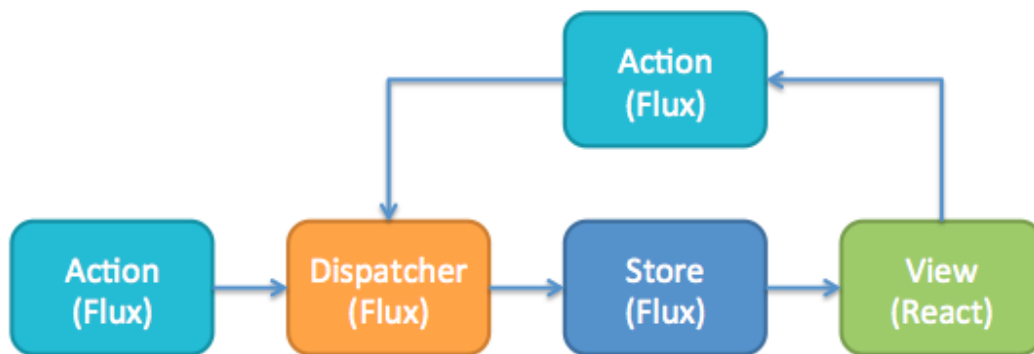 Action
(Flux)
Action
(Flux)
Dispatcher
(Flux)
Store
(Flux)
View
(React)